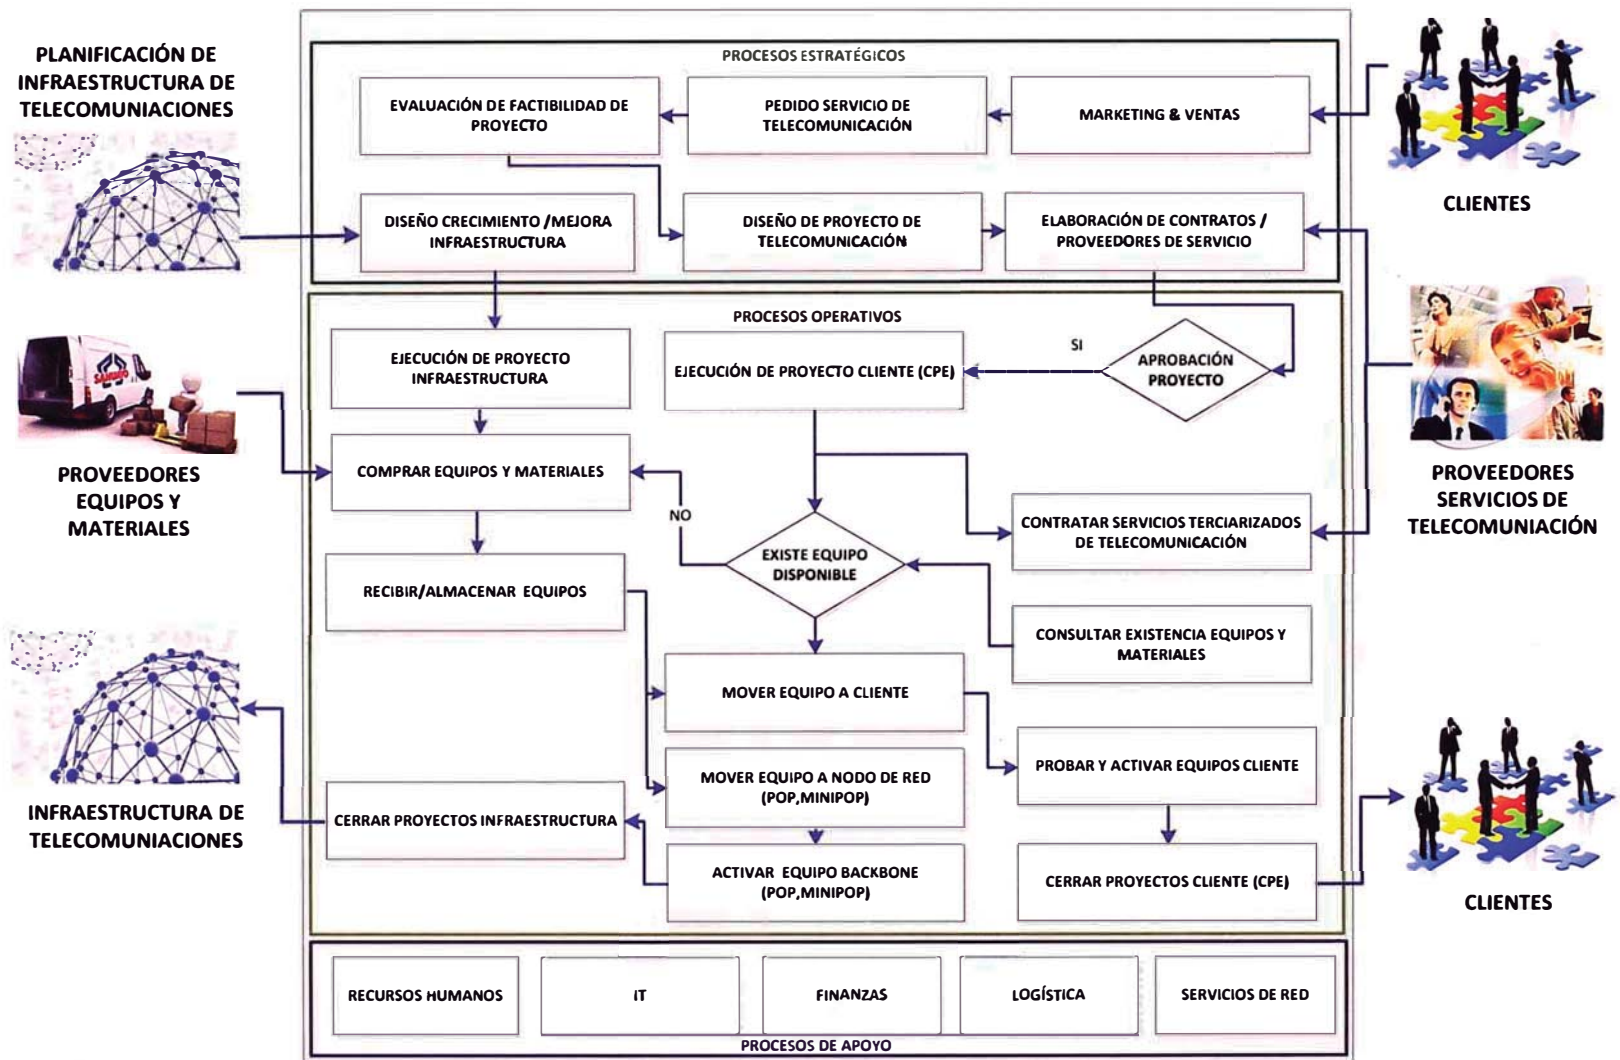 PLANIFICACIÓN DE
INFRAESTRUCTURA DE
TELECOMUNIACIONES
PROCESOS ESTRATÉGICOS
EVALUACIÓN DE FACTIBILIDAD DE
PROYECTO
PEDIDO SERVICIO DE
TELECOMUNICACIÓN
MARKETING & VENTAS
CLIENTES
DISEÑO CRECIMIENTO /MEJORA
INFRAESTRUCTURA
DISEÑO DE PROYECTO DE
TELECOMUNICACIÓN
ELABORACIÓN DE CONTRATOS /
PROVEEDORES DE SERVICIO
PROCESOS OPERATIVOS
EJECUCIÓN DE PROYECTO
INFRAESTRUCTURA
EJECUCIÓN DE PROYECTO CLIENTE (CPE)
SI
APROBACIÓN
PROYECTO
PROVEEDORES
EQUIPOS Y
MATERIALES
COMPRAR EQUIPOS Y MATERIALES
NO
EXISTE EQUIPO
DISPONIBLE
CONTRATAR SERVICIOS TERCIARIZADOS
DE TELECOMUNICACIÓN
PROVEEDORES
SERVICIOS DE
TELECOMUNIACIÓN
RECIBIR/ALMACENAR EQUIPOS
CONSULTAR EXISTENCIA EQUIPOS Y
MATERIALES
MOVER EQUIPO A CLIENTE
MOVER EQUIPO A NODO DE RED
(POP,MINIPOP)
PROBAR Y ACTIVAR EQUIPOS CLIENTE
INFRAESTRUCTURA DE
TELECOMUNIACIONES
CERRAR PROYECTOS INFRAESTRUCTURA
ACTIVAR EQUIPO BACKBONE
(POP,MINIPOP)
CERRAR PROYECTOS CLIENTE (CPE)
CLIENTES
RECURSOS HUMANOS
IT
FINANZAS
LOGÍSTICA
SERVICIOS DE RED
PROCESOS DE APOYO